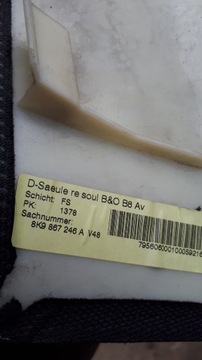 D-Saeule re soul B&O B8 Av
Schicht: FS
PK: 1378
Sachnummer:
8K9 867 246 A V48